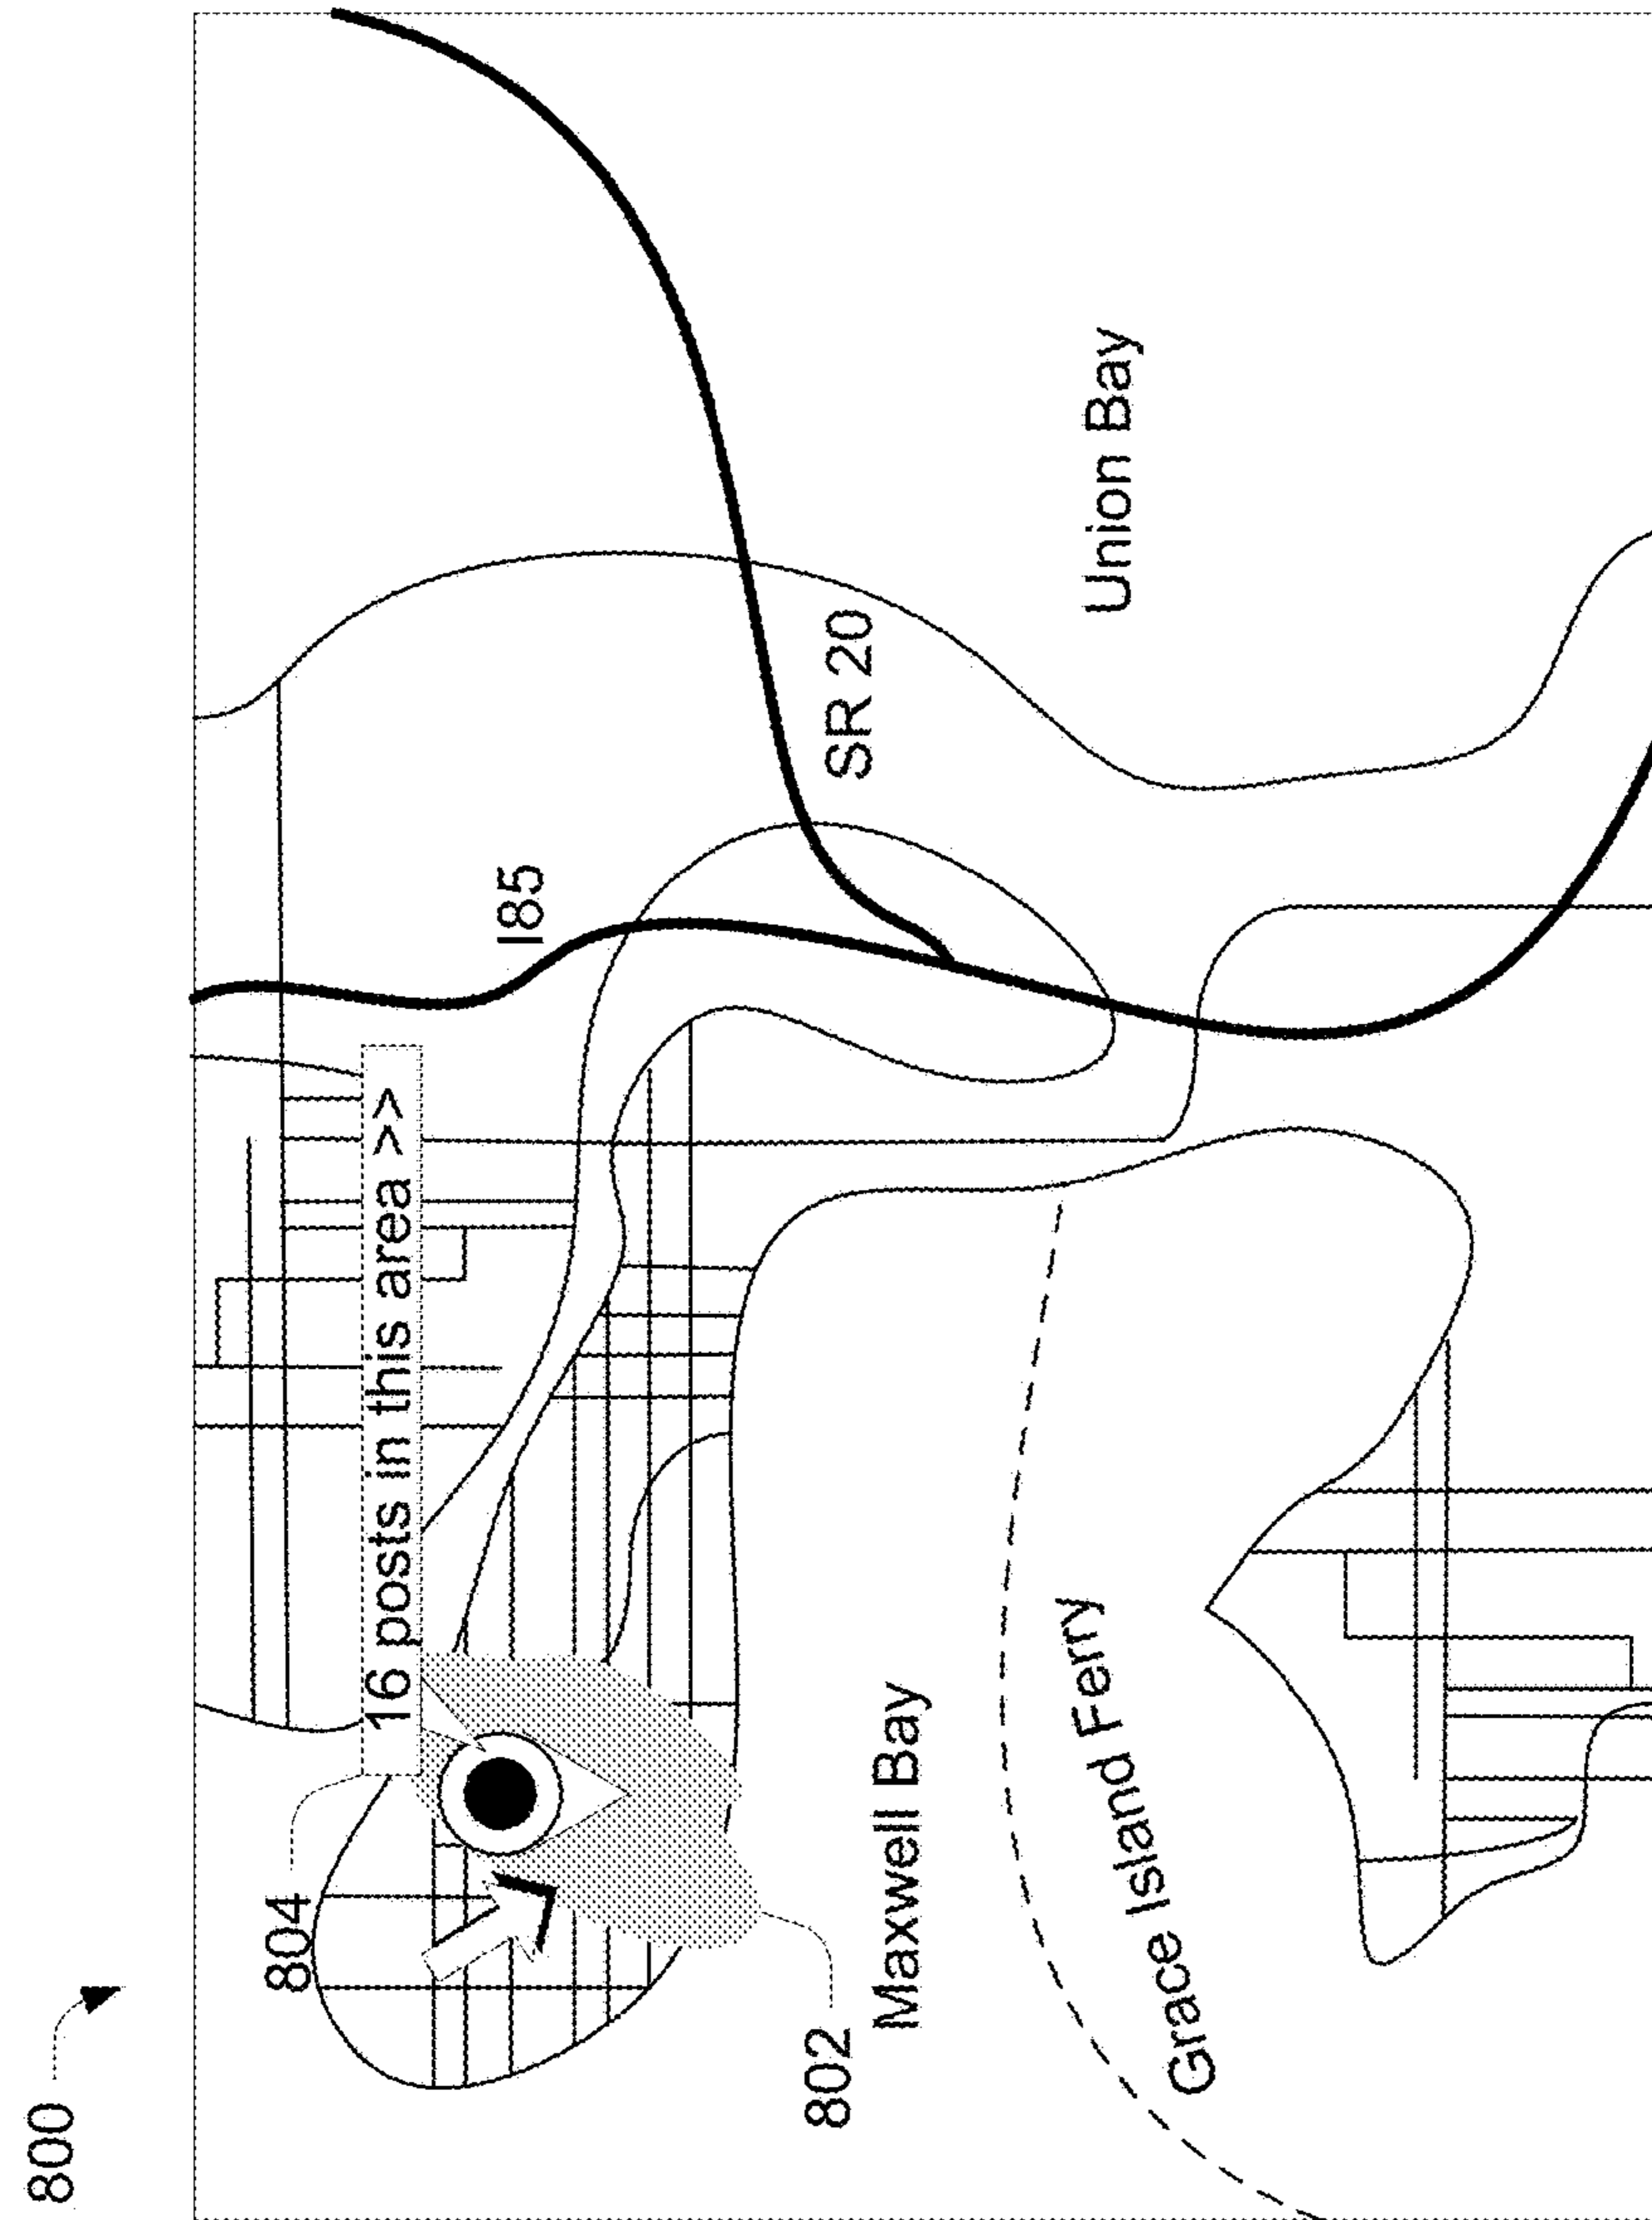 800
804
16 posts in this area >>
I85
SR 20
802
Maxwell Bay
Union Bay
Grace Island Ferry